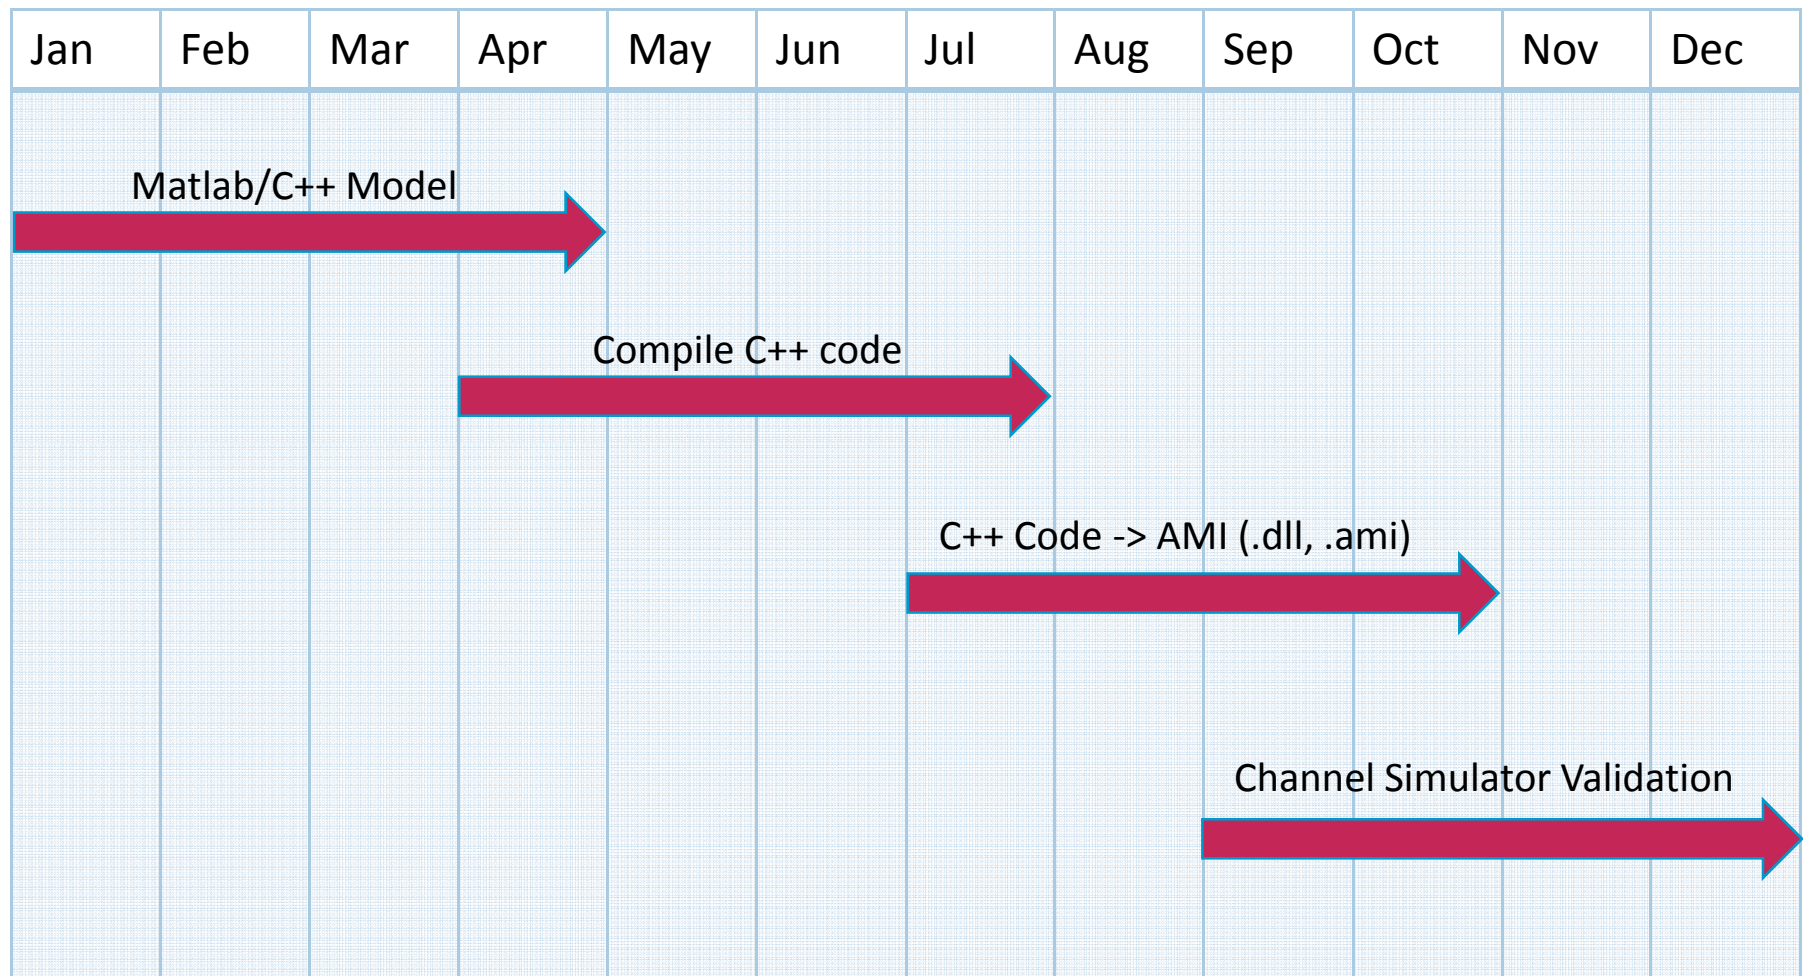 Jan Feb Mar Apr May Jun Jul Aug Sep Oct Nov Dec
Matlab/C++ Model
Compile C++ code
C++ Code -> AMI (.dll, .ami)
Channel Simulator Validation